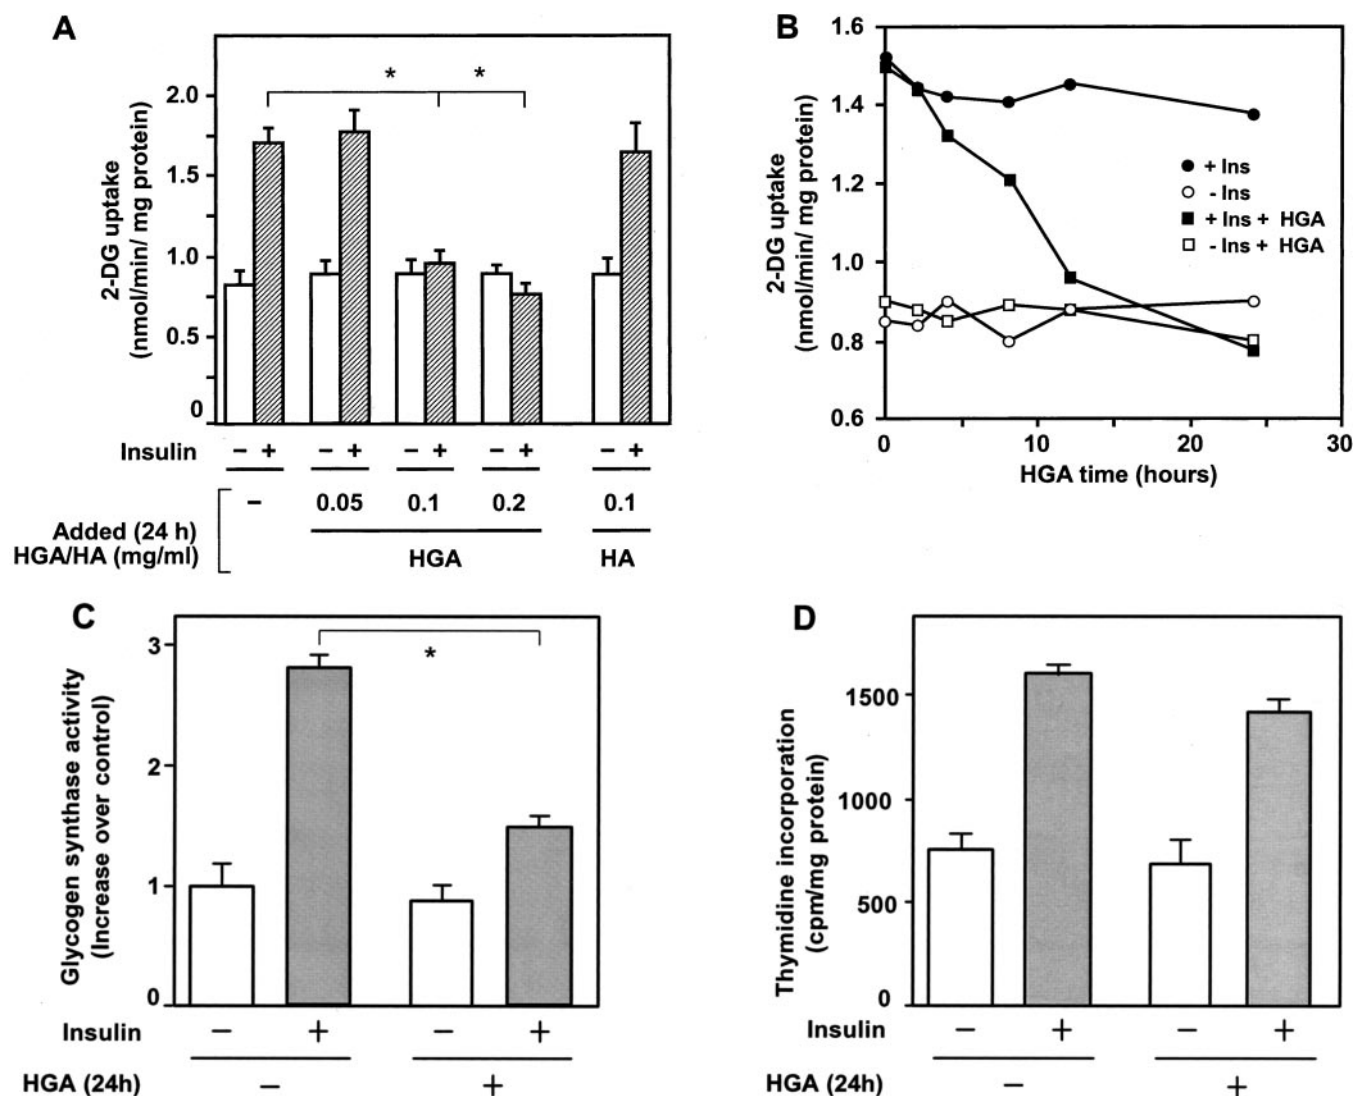 A
2-DG uptake
(nmol/min/ mg protein)
2.0
1.5
1.0
0.5
0
* *
Insulin – + – + – + – + – +
– 0.05 0.1 0.2 0.1
Added (24 h)
HGA/HA (mg/ml) HGA HA
B
2-DG uptake
(nmol/min/ mg protein)
1.6
1.4
1.2
1.0
0.8
0.6
+ Ins
- Ins
+ Ins + HGA
- Ins + HGA
0 10 20 30
HGA time (hours)
C
Glycogen synthase activity
(Increase over control)
3
2
1
0
*
Insulin – + – +
HGA (24h) – +
D
Thymidine incorporation
(cpm/mg protein)
1500
1000
500
0
Insulin – + – +
HGA (24h) – +